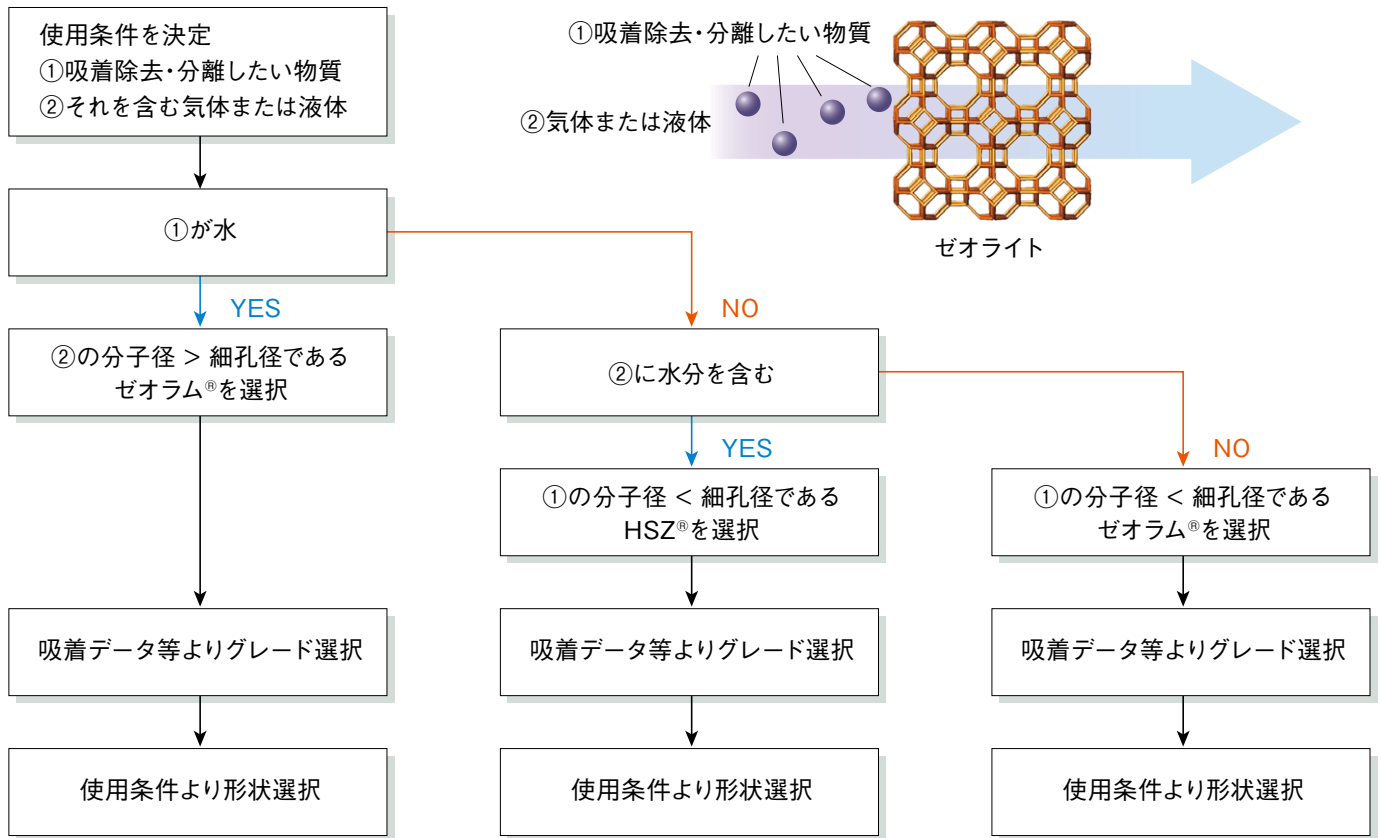 使用条件を決定
①吸着除去・分離したい物質
②それを含む気体または液体
①吸着除去・分離したい物質
②気体または液体
ゼオライト
①が水
YES
NO
②の分子径 > 細孔径である
ゼオラム®を選択
②に水分を含む
YES
NO
①の分子径 < 細孔径である
HSZ®を選択
①の分子径 < 細孔径である
ゼオラム®を選択
吸着データ等よりグレード選択
吸着データ等よりグレード選択
吸着データ等よりグレード選択
使用条件より形状選択
使用条件より形状選択
使用条件より形状選択